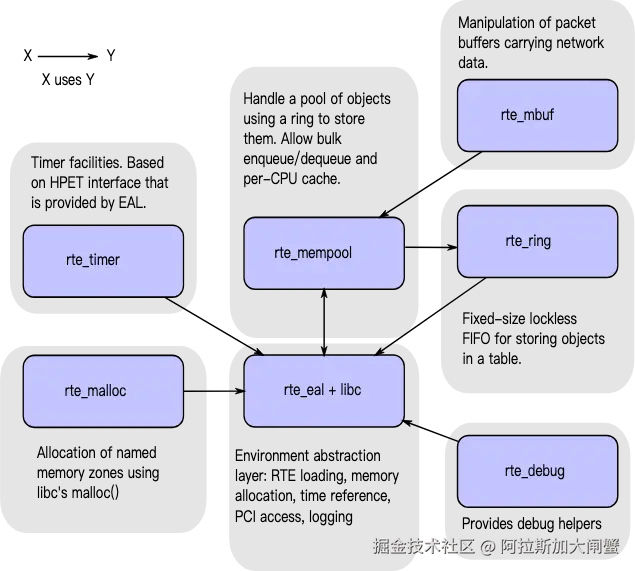 X
Y
X uses Y
Manipulation of packet
buffers carrying network
data.
rte_mbuf
Handle a pool of objects
using a ring to store
them. Allow bulk
enqueue/dequeue and
per-CPU cache.
rte_mempool
rte_ring
Fixed-size lockless
FIFO for storing objects
in a table.
Timer facilities. Based
on HPET interface that
is provided by EAL.
rte_timer
rte_malloc
Allocation of named
memory zones using
libc's malloc()
rte_eal + libc
Environment abstraction
layer: RTE loading, memory
allocation, time reference,
PCI access, logging
rte_debug
Provides debug helpers
掘金技术社区 @ 阿拉斯加大闸蟹